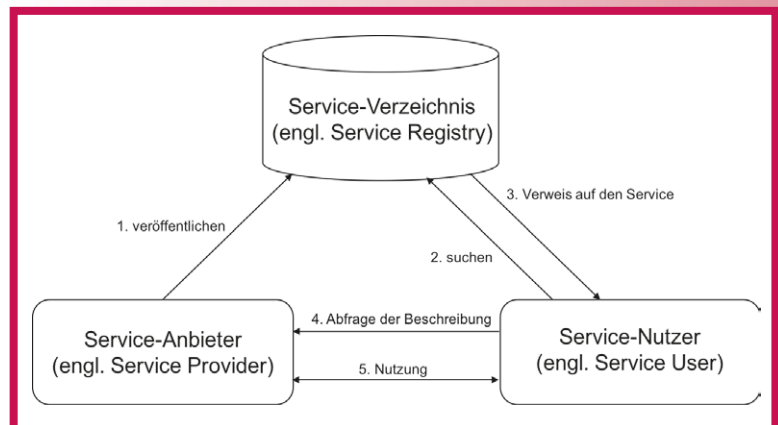 Service-Verzeichnis
(engl. Service Registry)
3. Verweis auf den Service
1. veröffentlichen
2. suchen
4. Abfrage der Beschreibung
Service-Anbieter
(engl. Service Provider)
Service-Nutzer
(engl. Service User)
5. Nutzung